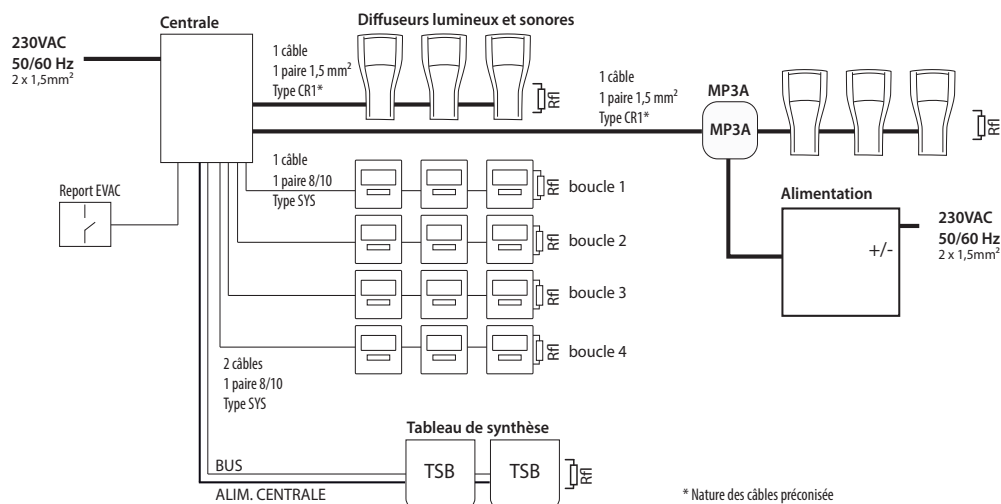 Centrale
Diffuseurs lumineux et sonores
230VAC
50/60 Hz
2 x 1,5mm²
1 câble
1 paire 1,5 mm²
Type CR1*
Rfl
1 câble
1 paire 1,5 mm²
Type CR1*
MP3A
MP3A
Rfl
Report EVAC
1 câble
1 paire 8/10
Type SYS
Rfl
boucle 1
Rfl
boucle 2
Rfl
boucle 3
Rfl
boucle 4
Alimentation
+/-
230VAC
50/60 Hz
2 x 1,5mm²
2 câbles
1 paire 8/10
Type SYS
Tableau de synthèse
BUS
ALIM. CENTRALE
TSB
TSB
Rfl
* Nature des câbles préconisée